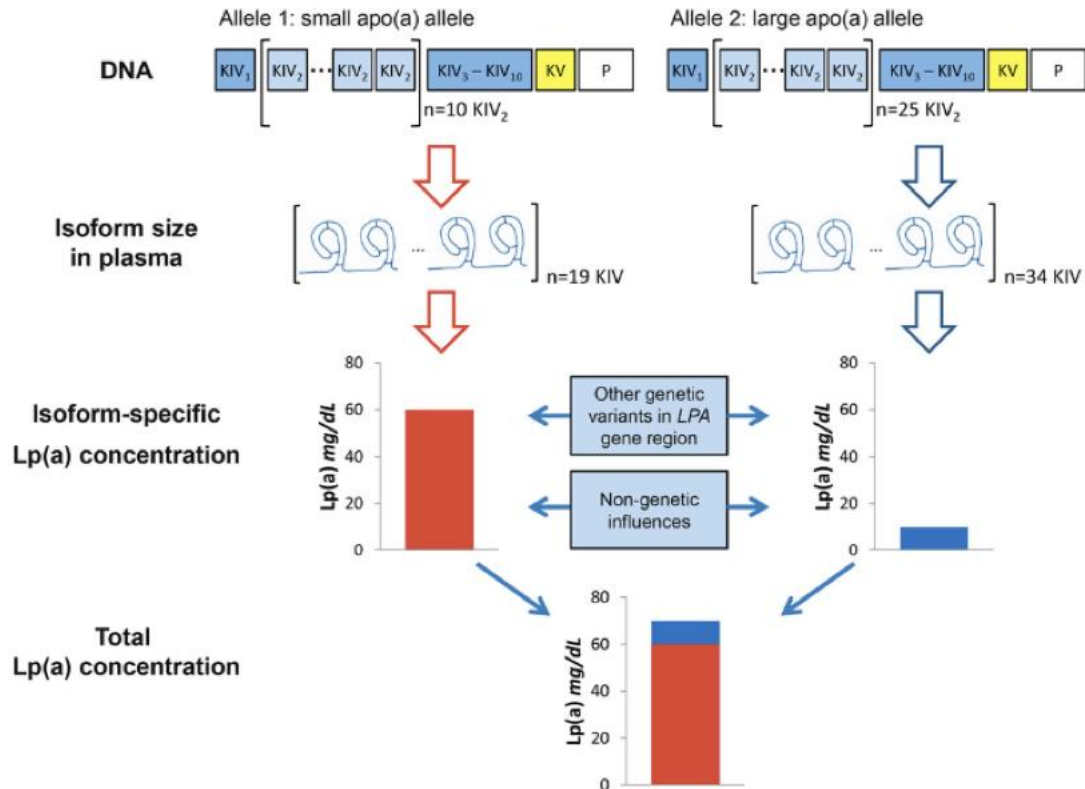 Allele 1: small apo(a) allele
Allele 2: large apo(a) allele
DNA
KIV₁ KIV₂ ... KIV₂ KIV₂ KIV₃ – KIV₁₀ KV P
n=10 KIV₂
KIV₁ KIV₂ ... KIV₂ KIV₂ KIV₃ – KIV₁₀ KV P
n=25 KIV₂
Isoform size
in plasma
...
n=19 KIV
...
n=34 KIV
Isoform-specific
Lp(a) concentration
Lp(a) mg/dL
80
60
40
20
0
Other genetic
variants in LPA
gene region
Non-genetic
influences
Lp(a) mg/dL
80
60
40
20
0
Total
Lp(a) concentration
Lp(a) mg/dL
80
60
40
20
0